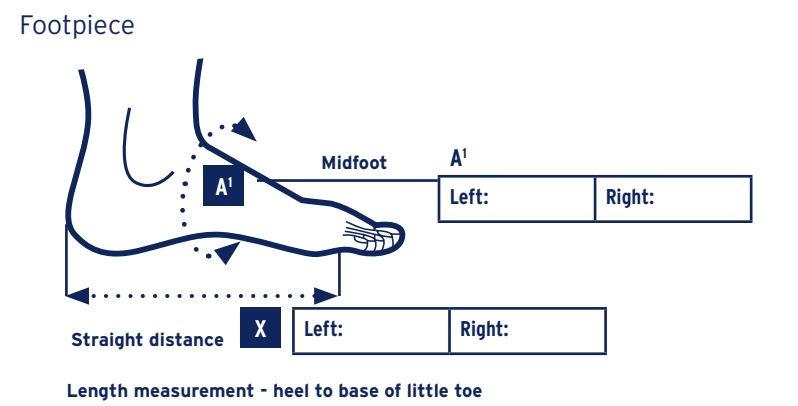 Footpiece
Midfoot
A¹
A¹
Left:
Right:
Straight distance
X
Left:
Right:
Length measurement - heel to base of little toe